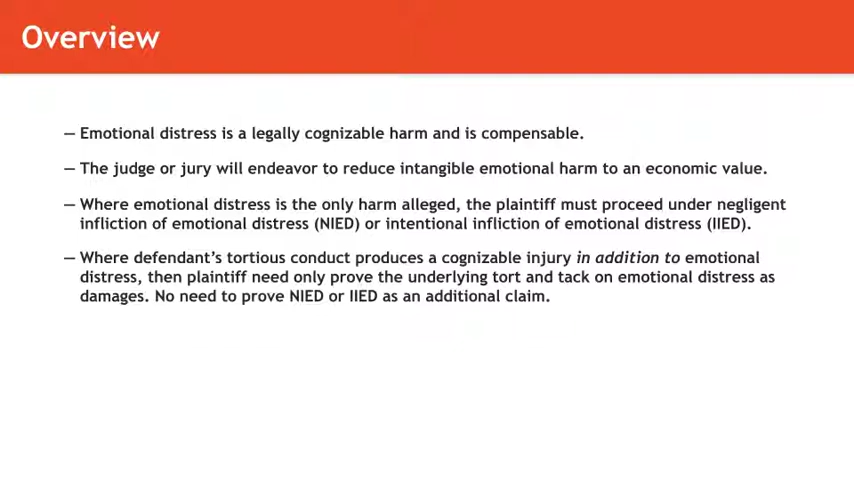 Overview
— Emotional distress is a legally cognizable harm and is compensable.
— The judge or jury will endeavor to reduce intangible emotional harm to an economic value.
— Where emotional distress is the only harm alleged, the plaintiff must proceed under negligent
infliction of emotional distress (NIED) or intentional infliction of emotional distress (IIED).
— Where defendant’s tortious conduct produces a cognizable injury in addition to emotional
distress, then plaintiff need only prove the underlying tort and tack on emotional distress as
damages. No need to prove NIED or IIED as an additional claim.